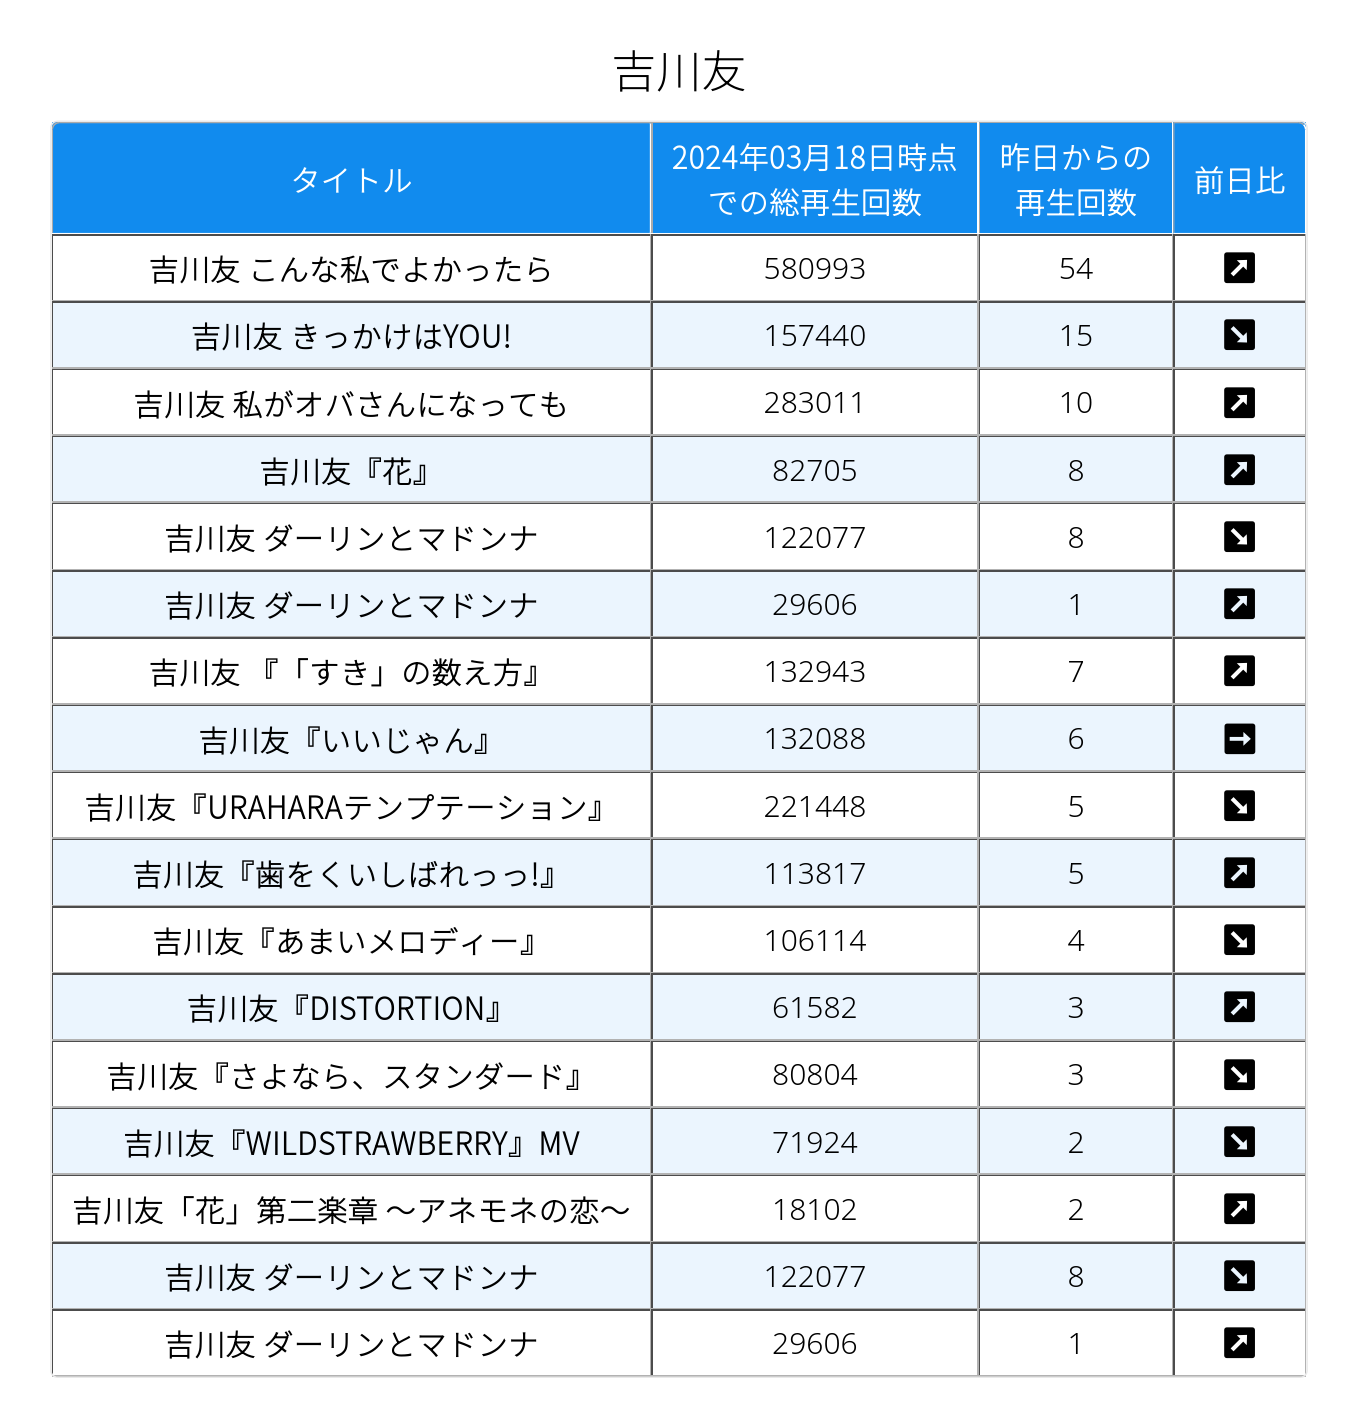 吉川友
タイトル 2024年03月18日時点での総再生回数 昨日からの再生回数 前日比
吉川友 こんな私でよかったら 580993 54 ↗
吉川友 きっかけはYOU! 157440 15 ↘
吉川友 私がオバさんになっても 283011 10 ↗
吉川友『花』 82705 8 ↗
吉川友 ダーリンとマドンナ 122077 8 ↘
吉川友 ダーリンとマドンナ 29606 1 ↗
吉川友 『「すき」の数え方』 132943 7 ↗
吉川友『いいじゃん』 132088 6 →
吉川友『URAHARAテンプテーション』 221448 5 ↘
吉川友『歯をくいしばれっっ!』 113817 5 ↗
吉川友『あまいメロディー』 106114 4 ↘
吉川友『DISTORTION』 61582 3 ↗
吉川友『さよなら、スタンダード』 80804 3 ↘
吉川友『WILDSTRAWBERRY』MV 71924 2 ↘
吉川友「花」第二楽章 〜アネモネの恋〜 18102 2 ↗
吉川友 ダーリンとマドンナ 122077 8 ↘
吉川友 ダーリンとマドンナ 29606 1 ↗